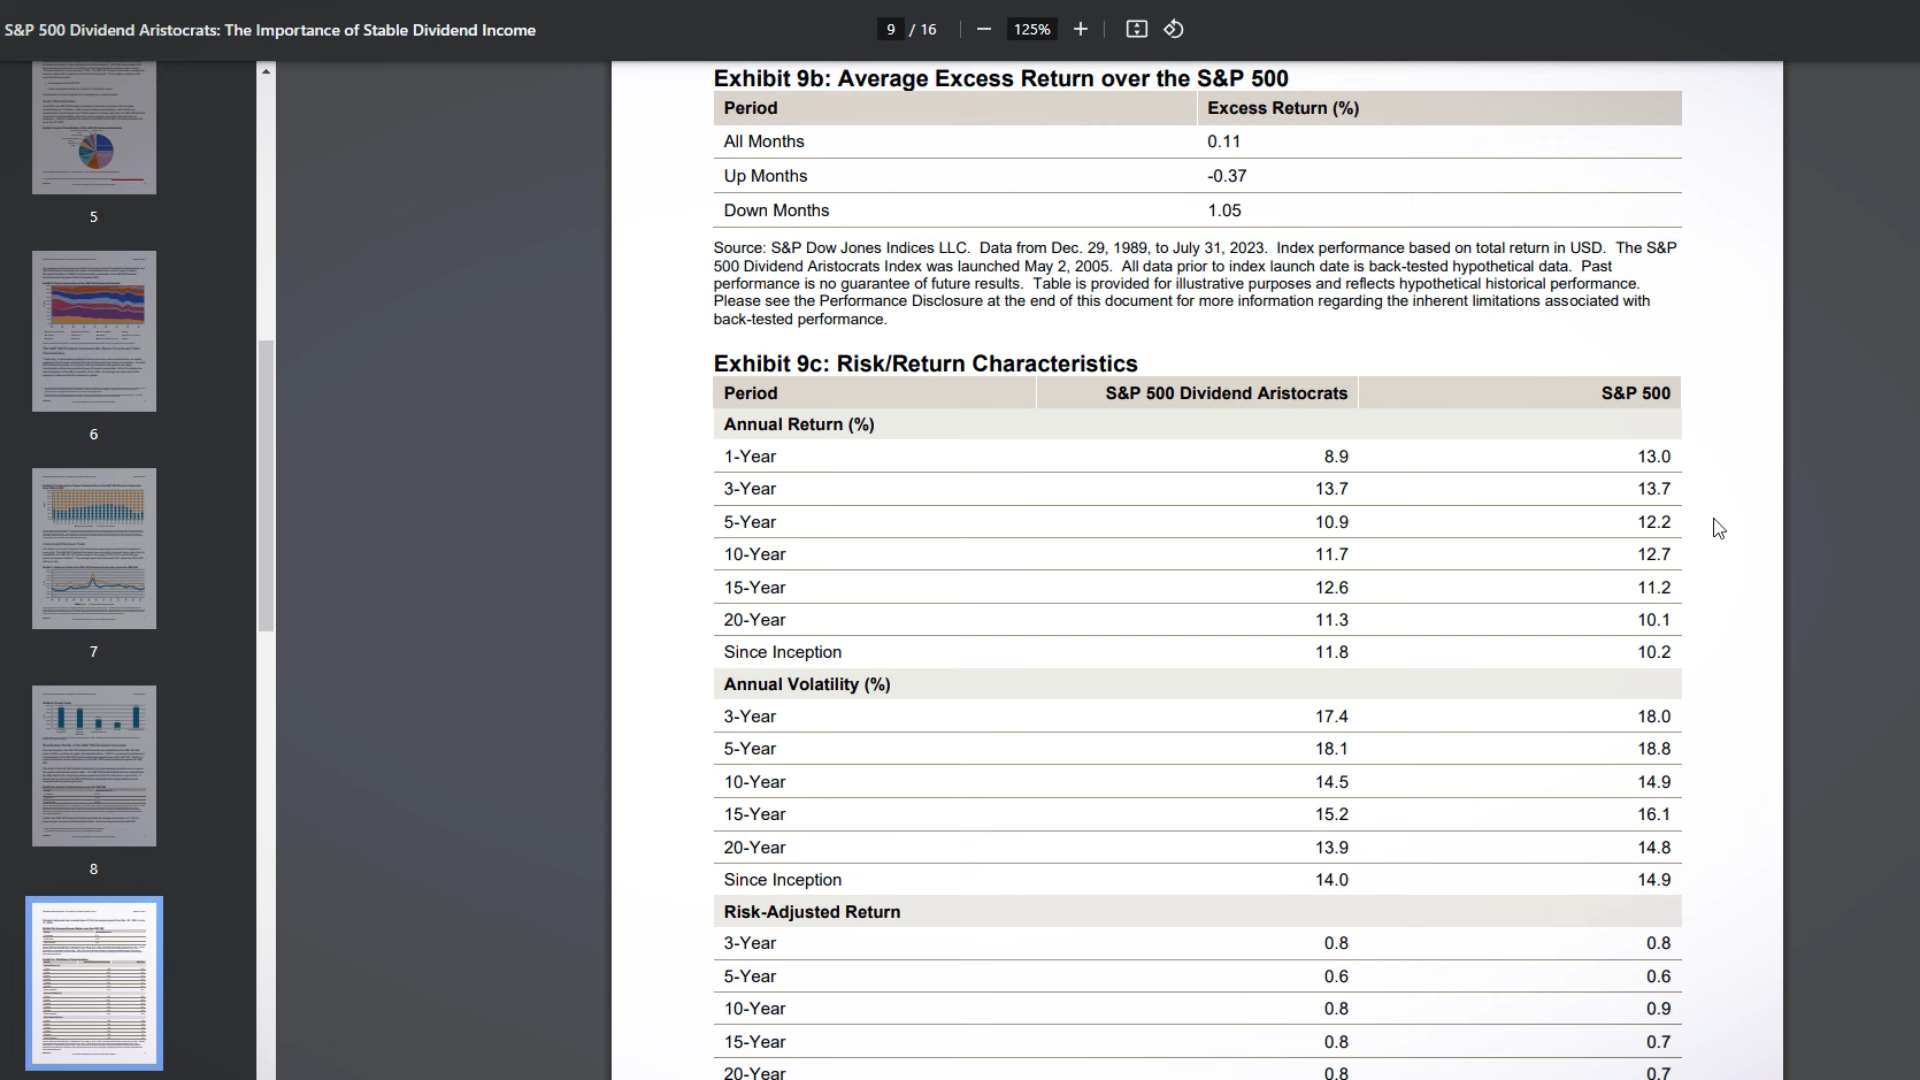 S&P 500 Dividend Aristocrats: The Importance of Stable Dividend Income
9 / 16
125%
5
6
7
8
Exhibit 9b: Average Excess Return over the S&P 500
Period Excess Return (%)
All Months 0.11
Up Months -0.37
Down Months 1.05
Source: S&P Dow Jones Indices LLC. Data from Dec. 29, 1989, to July 31, 2023. Index performance based on total return in USD. The S&P
500 Dividend Aristocrats Index was launched May 2, 2005. All data prior to index launch date is back-tested hypothetical data. Past
performance is no guarantee of future results. Table is provided for illustrative purposes and reflects hypothetical historical performance.
Please see the Performance Disclosure at the end of this document for more information regarding the inherent limitations associated with
back-tested performance.
Exhibit 9c: Risk/Return Characteristics
Period S&P 500 Dividend Aristocrats S&P 500
Annual Return (%)
1-Year 8.9 13.0
3-Year 13.7 13.7
5-Year 10.9 12.2
10-Year 11.7 12.7
15-Year 12.6 11.2
20-Year 11.3 10.1
Since Inception 11.8 10.2
Annual Volatility (%)
3-Year 17.4 18.0
5-Year 18.1 18.8
10-Year 14.5 14.9
15-Year 15.2 16.1
20-Year 13.9 14.8
Since Inception 14.0 14.9
Risk-Adjusted Return
3-Year 0.8 0.8
5-Year 0.6 0.6
10-Year 0.8 0.9
15-Year 0.8 0.7
20-Year 0.8 0.7